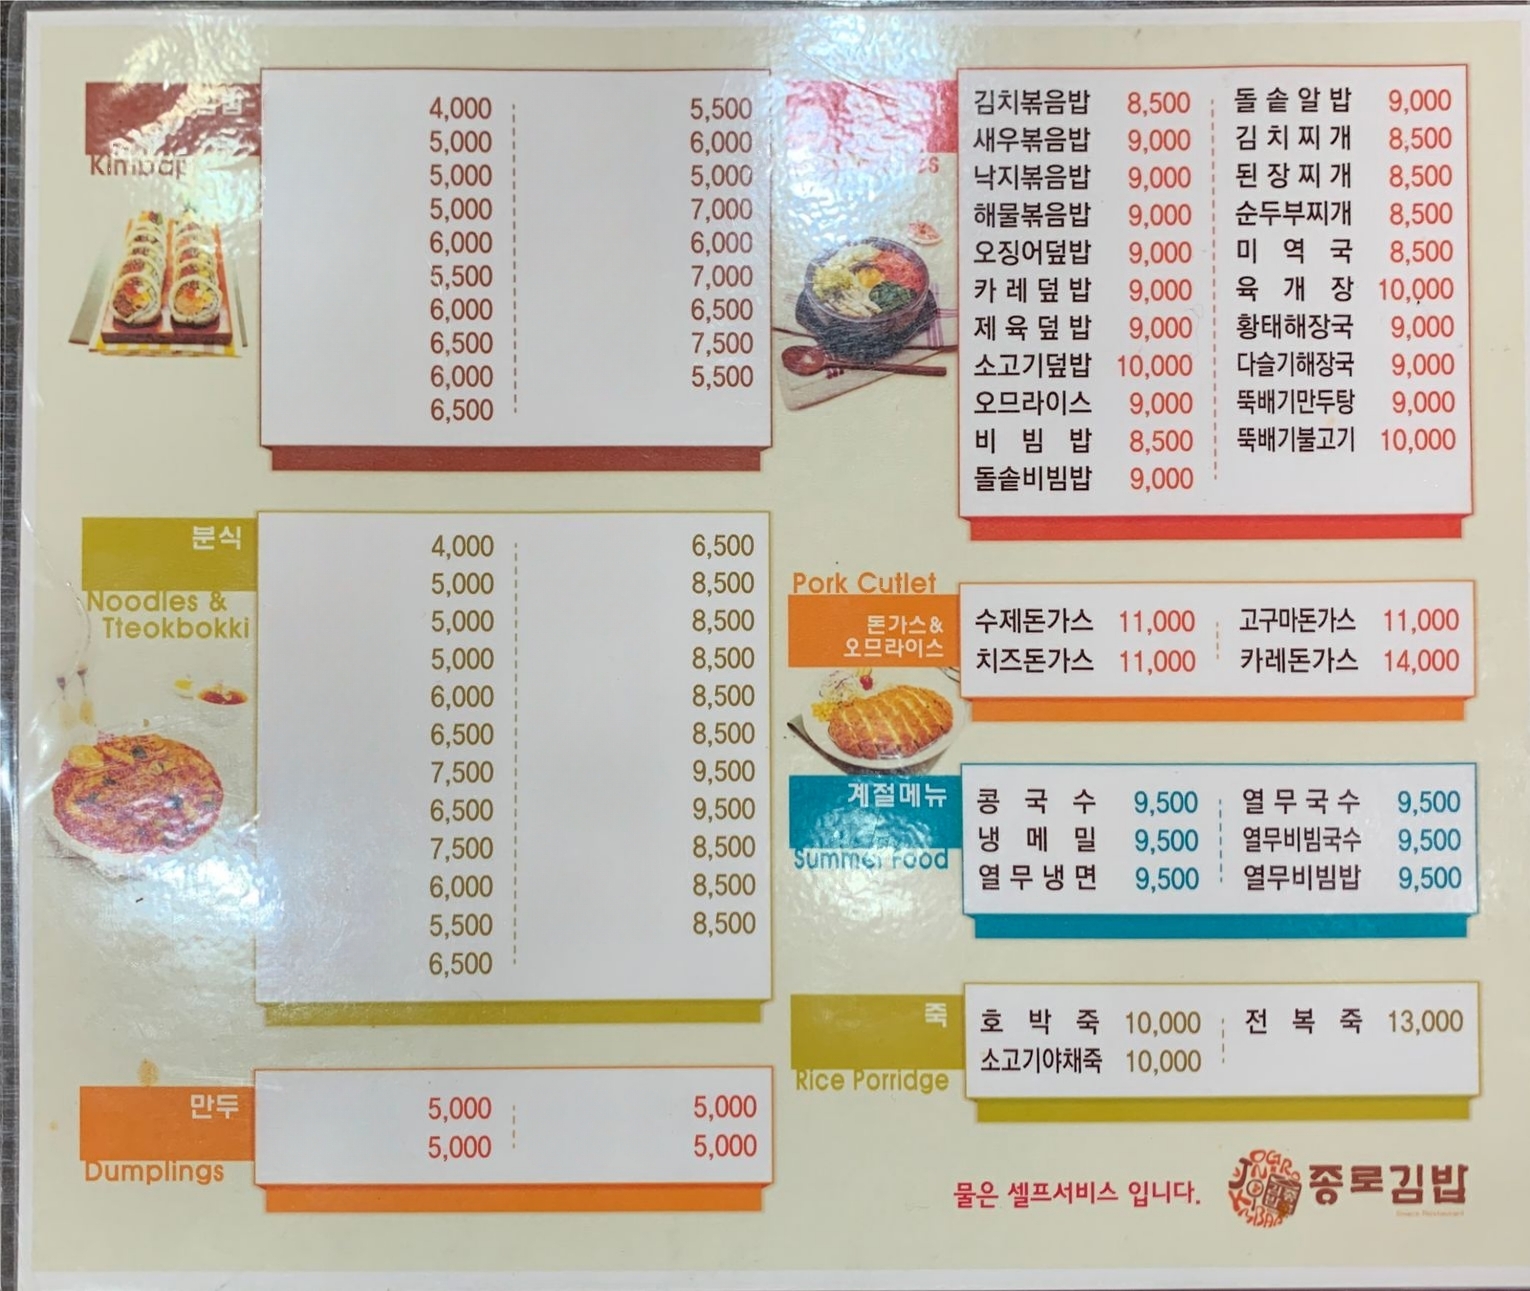 Kimbap
4,000 5,500
5,000 6,000
5,000 5,000
5,000 7,000
6,000 6,000
5,500 7,000
6,000 6,500
6,500 7,500
6,000 5,500
6,500
분식
Noodles &
Tteokbokki
4,000 6,500
5,000 8,500
5,000 8,500
5,000 8,500
6,000 8,500
6,500 8,500
7,500 9,500
6,500 9,500
7,500 8,500
6,000 8,500
5,500 8,500
6,500
만두
Dumplings
5,000 5,000
5,000 5,000
김치볶음밥 8,500 돌솥알밥 9,000
새우볶음밥 9,000 김치찌개 8,500
낙지볶음밥 9,000 된장찌개 8,500
해물볶음밥 9,000 순두부찌개 8,500
오징어덮밥 9,000 미역국 8,500
카레덮밥 9,000 육개장 10,000
제육덮밥 9,000 황태해장국 9,000
소고기덮밥 10,000 다슬기해장국 9,000
오므라이스 9,000 뚝배기만두탕 9,000
비빔밥 8,500 뚝배기불고기 10,000
돌솥비빔밥 9,000
Pork Cutlet
돈가스&
오므라이스
수제돈가스 11,000 고구마돈가스 11,000
치즈돈가스 11,000 카레돈가스 14,000
계절메뉴
Summer Food
콩국수 9,500 열무국수 9,500
냉메밀 9,500 열무비빔국수 9,500
열무냉면 9,500 열무비빔밥 9,500
죽
Rice Porridge
호박죽 10,000 전복죽 13,000
소고기야채죽 10,000
물은 셀프서비스 입니다.
종로김밥